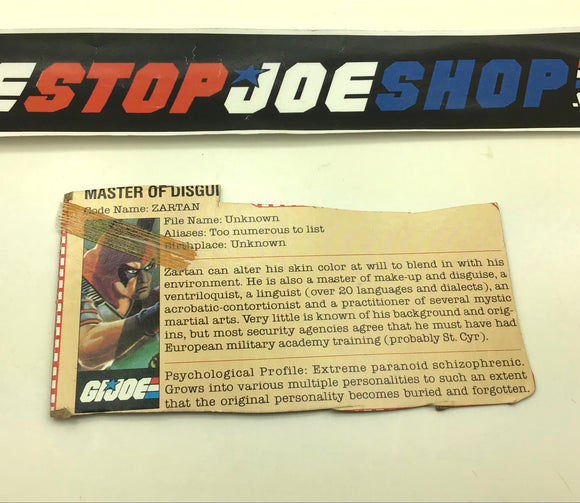 E STOP JOE SHOP
MASTER OF DISGUI
Code Name: ZARTAN
File Name: Unknown
Aliases: Too numerous to list
Birthplace: Unknown
Zartan can alter his skin color at will to blend in with his
environment. He is also a master of make-up and disguise, a
ventriloquist, a linguist (over 20 languages and dialects), an
acrobatic-contortionist and a practitioner of several mystic
martial arts. Very little is known of his background and orig-
ins, but most security agencies agree that he must have had
European military academy training (probably St. Cyr).
Psychological Profile: Extreme paranoid schizophrenic.
Grows into various multiple personalities to such an extent
that the original personality becomes buried and forgotten.
GI JOE